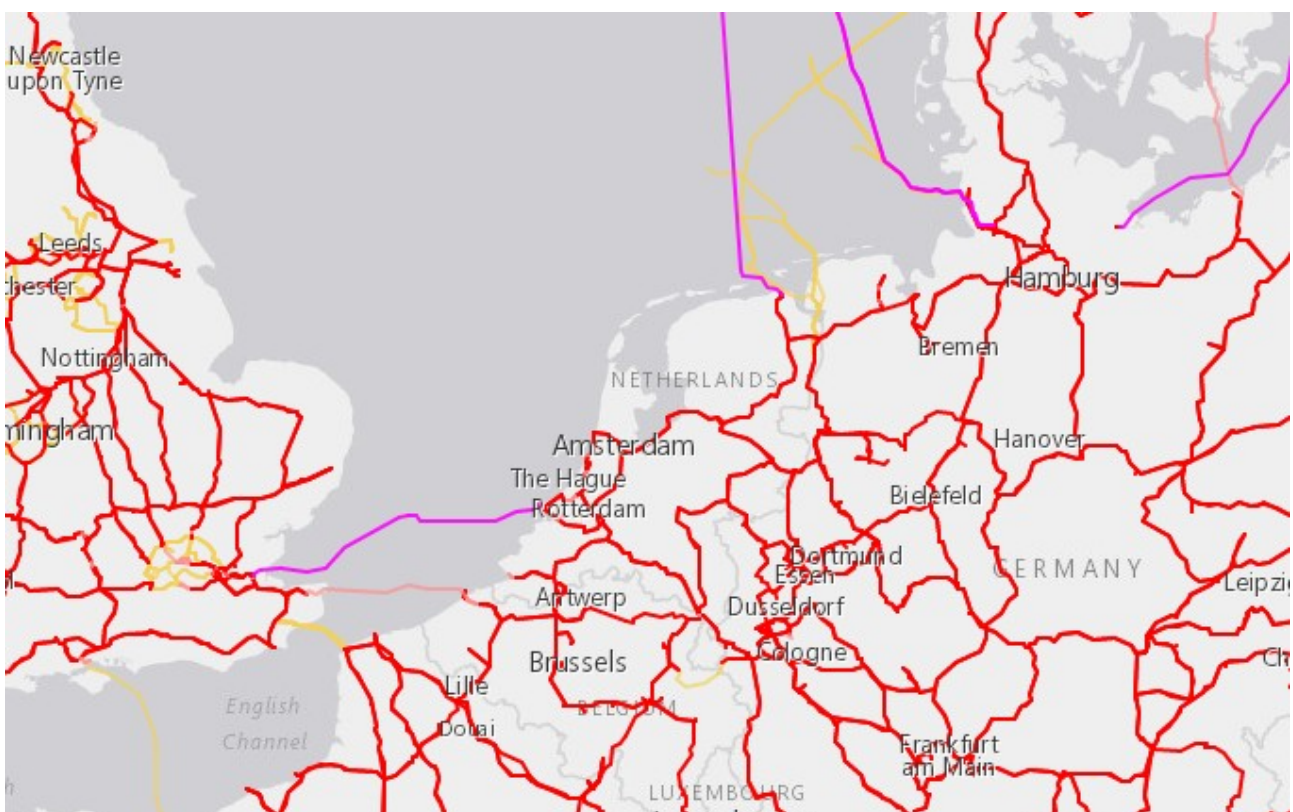 Newcastle
upon Tyne
Leeds
chester
Hamburg
Nottingham
Bremen
NETHERLANDS
mingham
Amsterdam
Hanover
The Hague
Rotterdam
Bielefeld
Dortmund
Essen
GERMANY
Leipzig
Antwerp
Dusseldorf
Brussels
Cologne
Ch
Lille
English
Channel
BELGIUM
Douai
Frankfurt
am Main
LUXEMBOURG